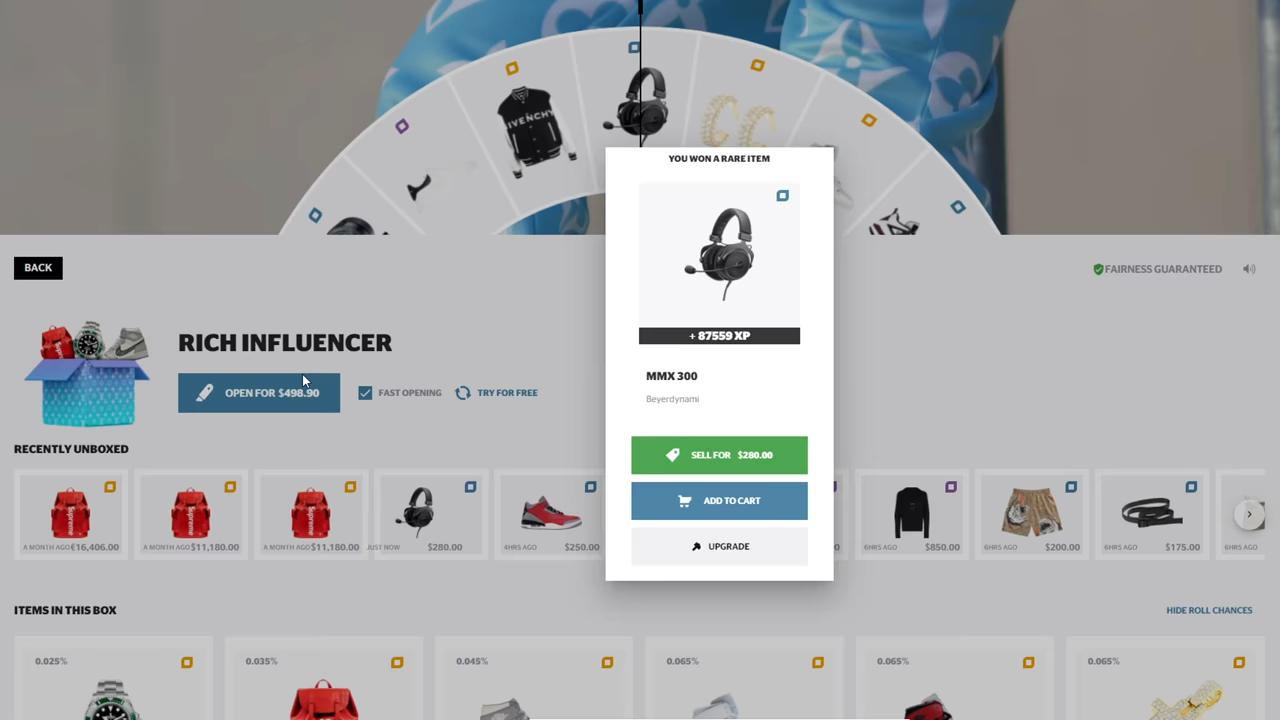 GIVENCHY
YOU WON A RARE ITEM
+ 87559 XP
MMX 300
Beyerdynami
SELL FOR $280.00
ADD TO CART
UPGRADE
BACK
FAIRNESS GUARANTEED
RICH INFLUENCER
OPEN FOR $498.90
FAST OPENING
TRY FOR FREE
RECENTLY UNBOXED
Supreme
Supreme
Supreme
A MONTH AGO €16,406.00
A MONTH AGO $11,180.00
A MONTH AGO $11,180.00
JUST NOW $280.00
4HRS AGO $250.00
6HRS AGO $850.00
6HRS AGO $200.00
6HRS AGO $175.00
6HRS AGO
ITEMS IN THIS BOX
HIDE ROLL CHANCES
0.025%
0.035%
0.045%
0.065%
0.065%
0.065%